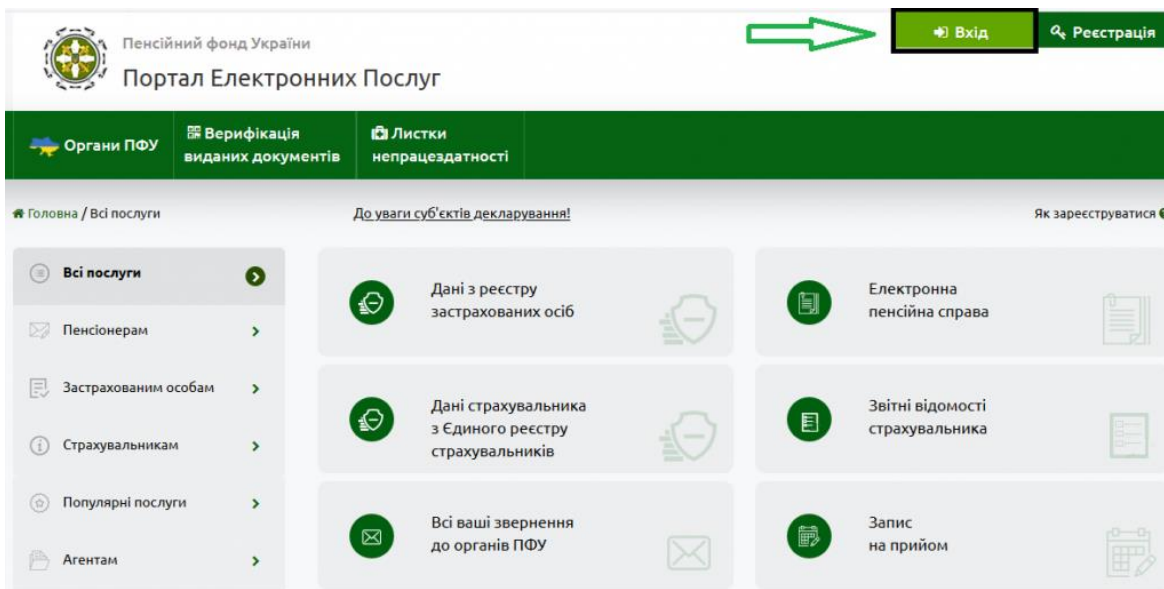 Пенсійний фонд України
Портал Електронних Послуг
Вхід
Реєстрація
Органи ПФУ
Верифікація
виданих документів
Листки
непрацездатності
Головна / Всі послуги
До уваги суб'єктів декларування!
Як зареєструватися
Всі послуги
Пенсіонерам
Застрахованим особам
Страхувальникам
Популярні послуги
Агентам
Дані з реєстру
застрахованих осіб
Електронна
пенсійна справа
Дані страхувальника
з Єдиного реєстру
страхувальників
Звітні відомості
страхувальника
Всі ваші звернення
до органів ПФУ
Запис
на прийом